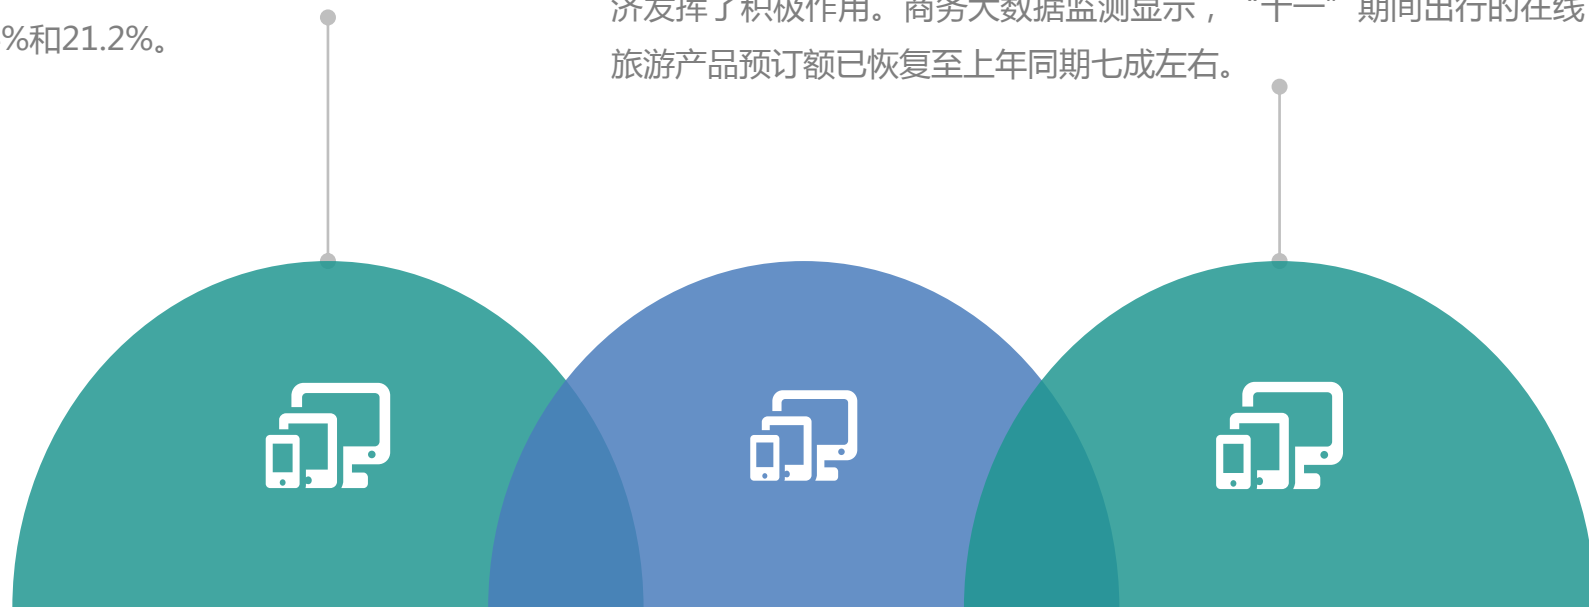 %和21.2%。
济发挥了积极作用。商务大数据监测显示，“十一”期间出行的在线
旅游产品预订额已恢复至上年同期七成左右。